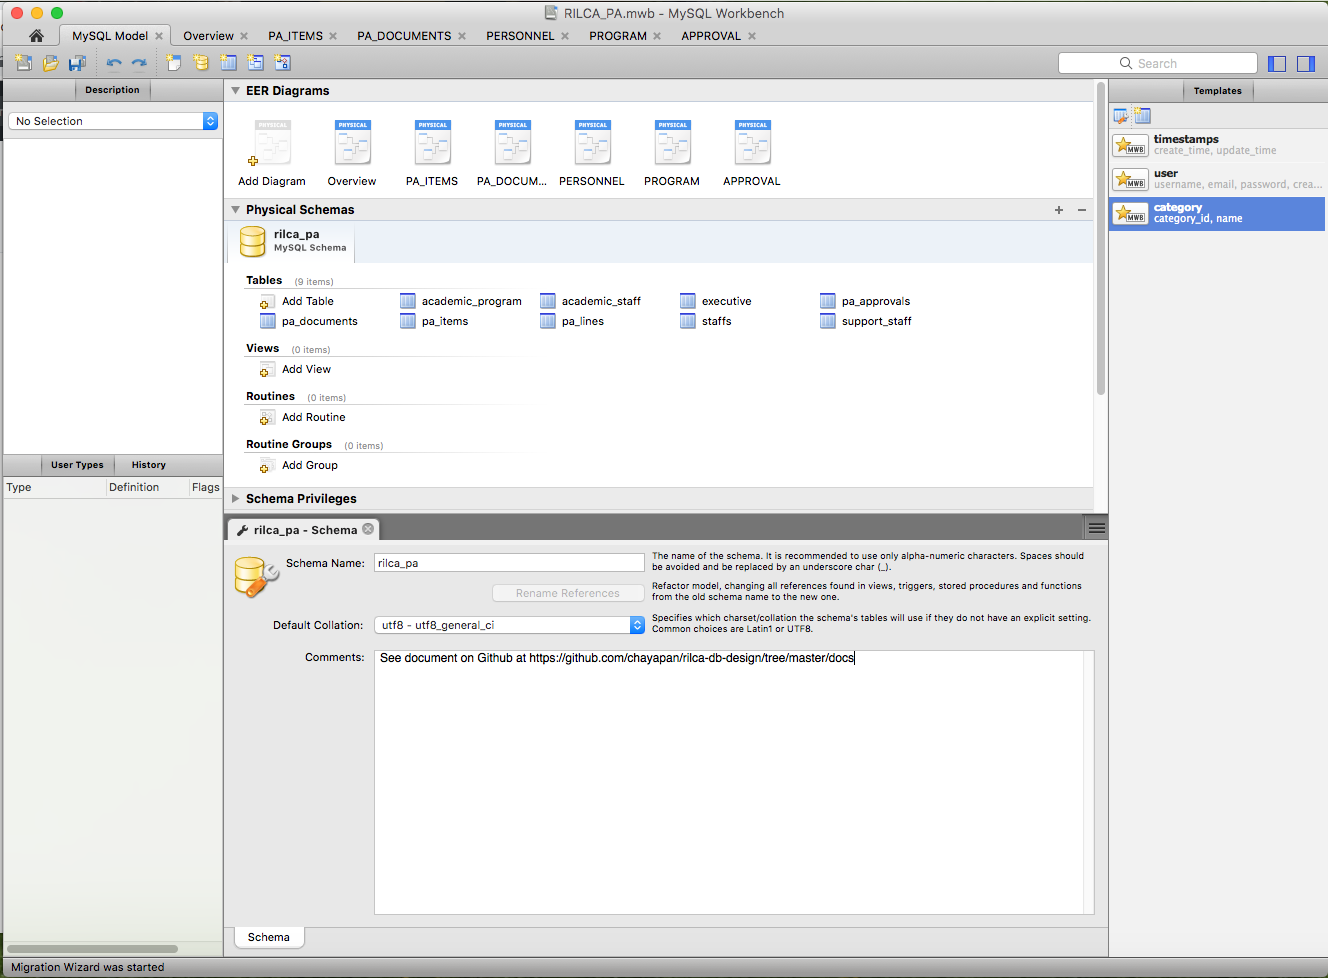 RILCA_PA.mwb - MySQL Workbench
MySQL Model
Overview
PA_ITEMS
PA_DOCUMENTS
PERSONNEL
PROGRAM
APPROVAL
Search
Description
No Selection
User Types
History
Type Definition Flags
EER Diagrams
PHYSICAL PHYSICAL PHYSICAL PHYSICAL PHYSICAL PHYSICAL PHYSICAL
Add Diagram Overview PA_ITEMS PA_DOCUM... PERSONNEL PROGRAM APPROVAL
Physical Schemas + −
rilca_pa
MySQL Schema
Tables (9 items)
Add Table academic_program academic_staff executive pa_approvals
pa_documents pa_items pa_lines staffs support_staff
Views (0 items)
Add View
Routines (0 items)
Add Routine
Routine Groups (0 items)
Add Group
Schema Privileges
rilca_pa - Schema
Schema Name: rilca_pa
The name of the schema. It is recommended to use only alpha-numeric characters. Spaces should
be avoided and be replaced by an underscore char (_).
Rename References
Refactor model, changing all references found in views, triggers, stored procedures and functions
from the old schema name to the new one.
Default Collation: utf8 - utf8_general_ci
Specifies which charset/collation the schema's tables will use if they do not have an explicit setting.
Common choices are Latin1 or UTF8.
Comments: See document on Github at https://github.com/chayapan/rilca-db-design/tree/master/docs
Schema
Templates
MWB
timestamps
create_time, update_time
MWB
user
username, email, password, crea...
MWB
category
category_id, name
Migration Wizard was started